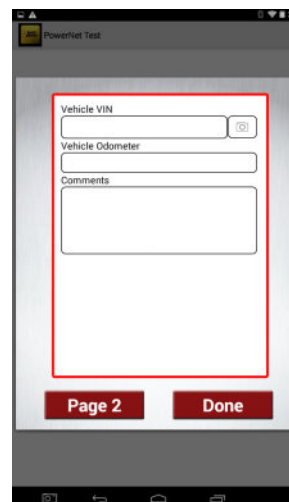 PowerNet Test
Vehicle VIN
Vehicle Odometer
Comments
Page 2
Done